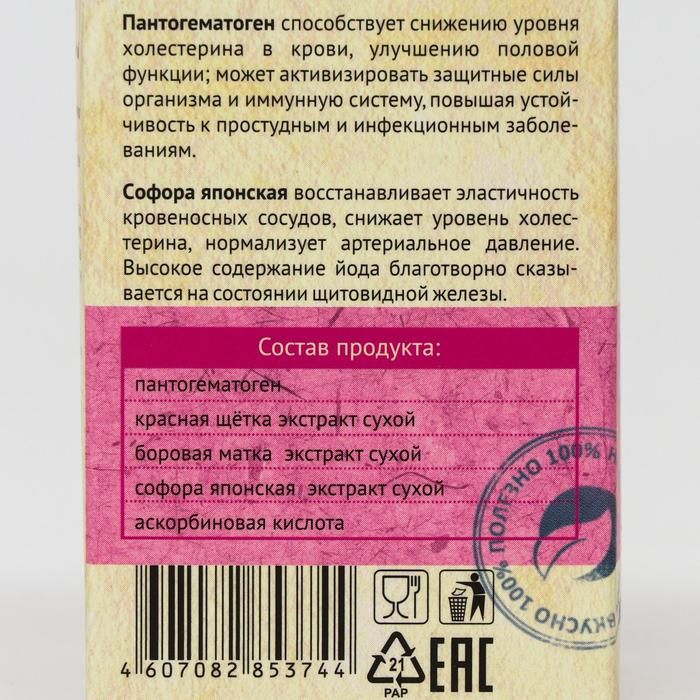 Пантогематоген способствует снижению уровня
холестерина в крови, улучшению половой
функции; может активизировать защитные силы
организма и иммунную систему, повышая устой-
чивость к простудным и инфекционным заболе-
ваниям.
Софора японская восстанавливает эластичность
кровеносных сосудов, снижает уровень холес-
терина, нормализует артериальное давление.
Высокое содержание йода благотворно сказы-
вается на состоянии щитовидной железы.
Состав продукта:
пантогематоген
красная щётка экстракт сухой
боровая матка экстракт сухой
софора японская экстракт сухой
аскорбиновая кислота
ПОЛЕЗНО 100%
ВКУСНО 100%
4 607082 853744
21
PAP
EAC